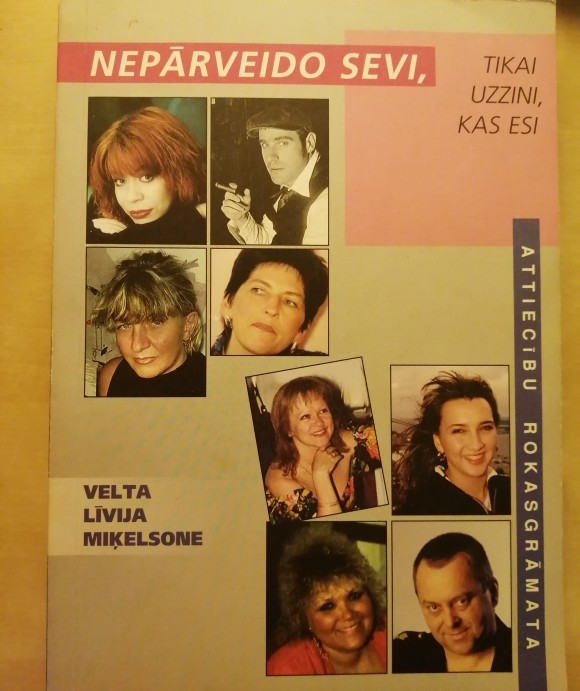 NEPĀRVEIDO SEVI,
TIKAI
UZZINI,
KAS ESI
ATTIECĪBU ROKASGRĀMATA
VELTA
LĪVIJA
MIĶELSONE